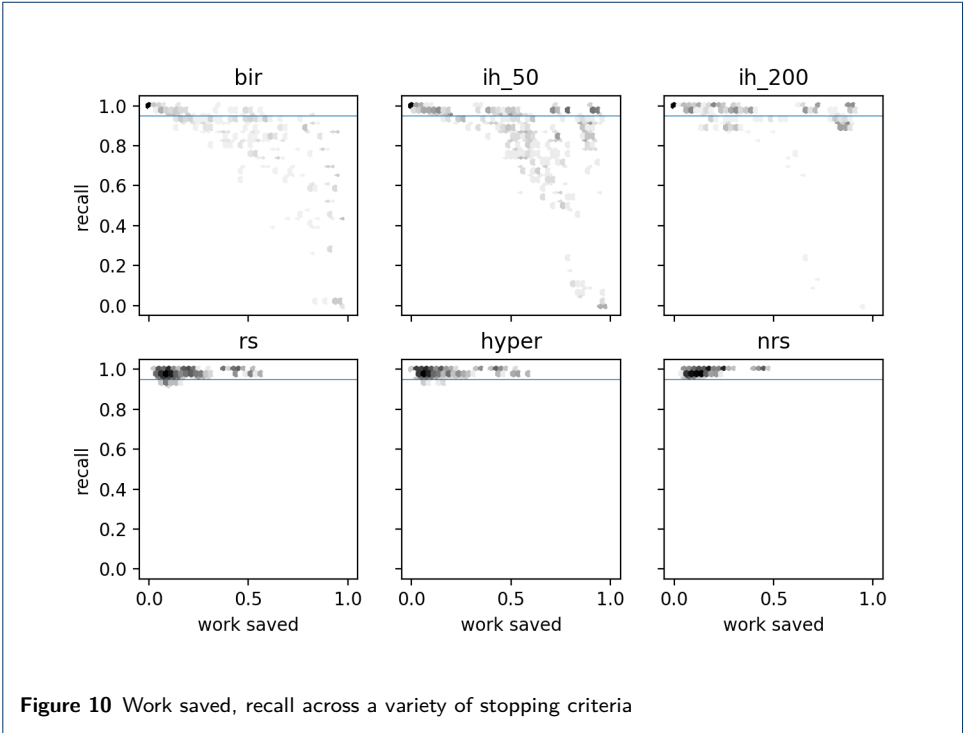 bir ih_50 ih_200
1.0
0.8
0.6
0.4
0.2
0.0
recall
rs hyper nrs
1.0
0.8
0.6
0.4
0.2
0.0
recall
0.0 0.5 1.0 0.0 0.5 1.0 0.0 0.5 1.0
work saved work saved work saved
Figure 10 Work saved, recall across a variety of stopping criteria